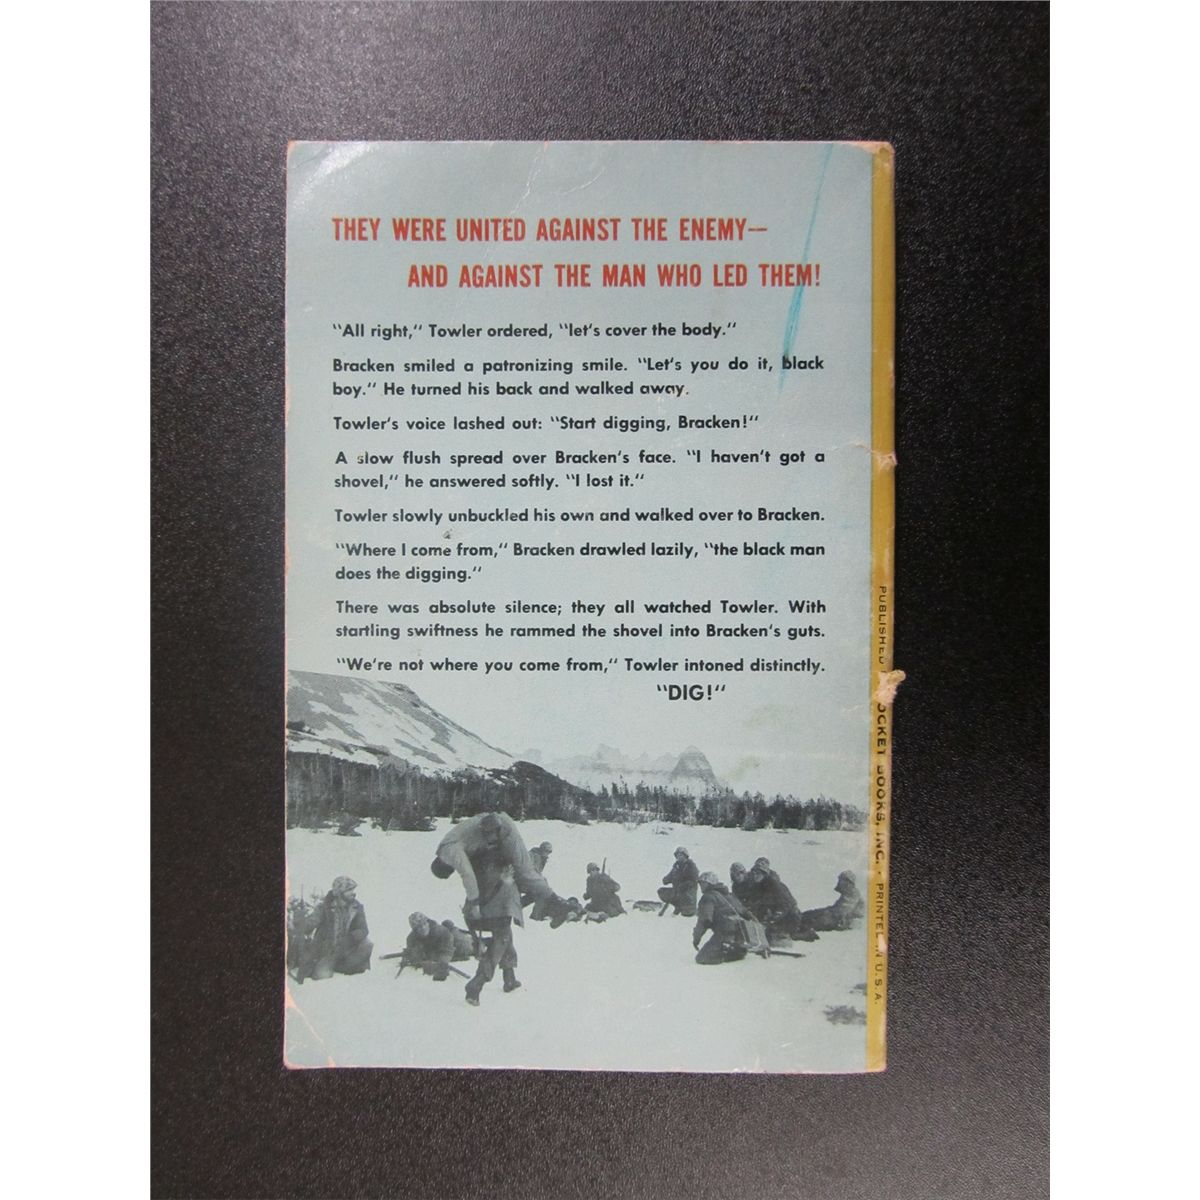 THEY WERE UNITED AGAINST THE ENEMY—
AND AGAINST THE MAN WHO LED THEM!
"All right," Towler ordered, "let's cover the body."
Bracken smiled a patronizing smile. "Let's you do it, black
boy." He turned his back and walked away.
Towler's voice lashed out: "Start digging, Bracken!"
A slow flush spread over Bracken's face. "I haven't got a
shovel," he answered softly. "I lost it."
Towler slowly unbuckled his own and walked over to Bracken.
"Where I come from," Bracken drawled lazily, "the black man
does the digging."
There was absolute silence; they all watched Towler. With
startling swiftness he rammed the shovel into Bracken's guts.
"We're not where you come from," Towler intoned distinctly.
"DIG!"
PUBLISHED OCKET BOOKS, INC. · PRINTED IN U.S.A.